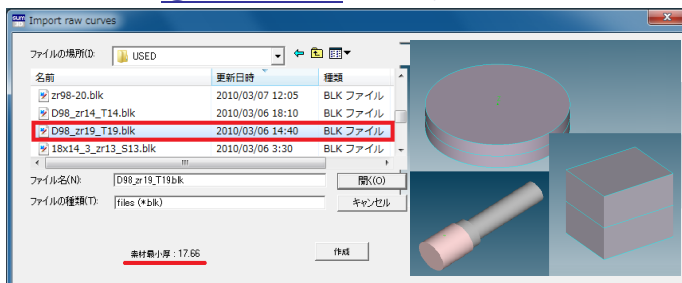 sum Import raw curves
ファイルの場所(I): USED
名前 更新日時 種類
zr98-20.blk 2010/03/07 12:05 BLK ファイル
D98_zr14_T14.blk 2010/03/06 18:10 BLK ファイル
D98_zr19_T19.blk 2010/03/06 14:40 BLK ファイル
18x14_3_zr13_S13.blk 2010/03/06 3:30 BLK ファイル
ファイル名(N): D98_zr19_T19.blk 開く(O)
ファイルの種類(T): files (*.blk) キャンセル
素材最小厚 : 17.66 作成